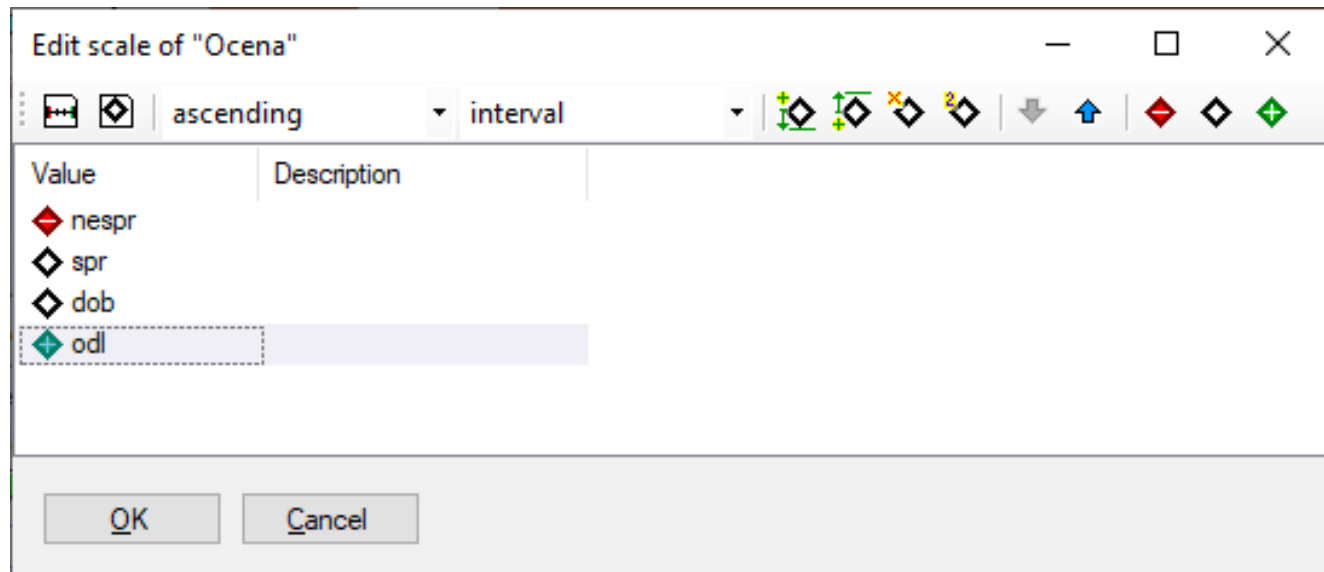 Edit scale of "Ocena"
ascending interval
Value Description
nespr
spr
dob
odl
OK Cancel